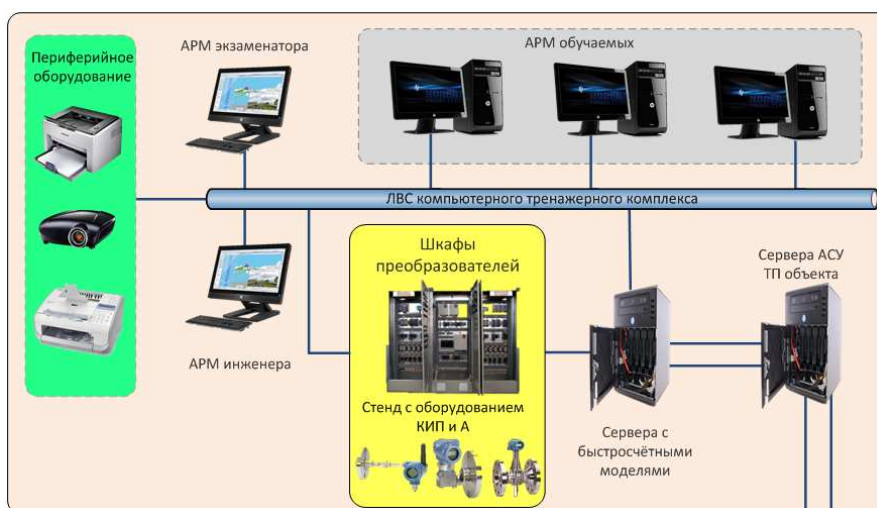 Периферийное
оборудование
АРМ экзаменатора
АРМ обучаемых
ЛВС компьютерного тренажерного комплекса
АРМ инженера
Шкафы
преобразователей
Стенд с оборудованием
КИП и А
Сервера с
быстросчётными
моделями
Сервера АСУ
ТП объекта